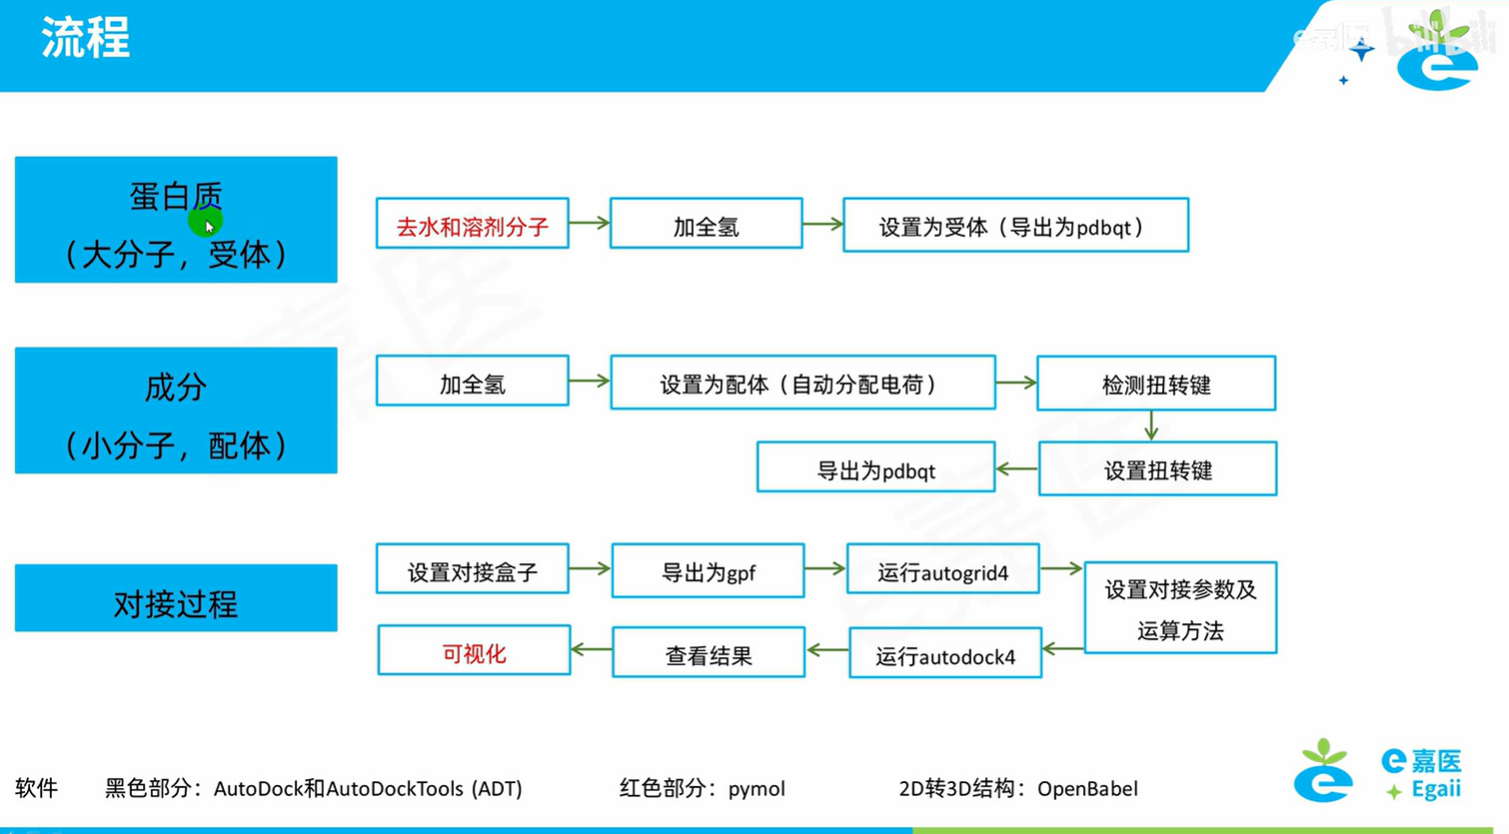 流程
e嘉医
bilibili
e
蛋白质
（大分子，受体）
去水和溶剂分子
加全氢
设置为受体（导出为pdbqt）
成分
（小分子，配体）
加全氢
设置为配体（自动分配电荷）
检测扭转键
设置扭转键
导出为pdbqt
对接过程
设置对接盒子
导出为gpf
运行autogrid4
设置对接参数及
运算方法
运行autodock4
查看结果
可视化
嘉医
e嘉医
软件
黑色部分：AutoDock和AutoDockTools (ADT)
红色部分：pymol
2D转3D结构：OpenBabel
e
e嘉医
Egaii